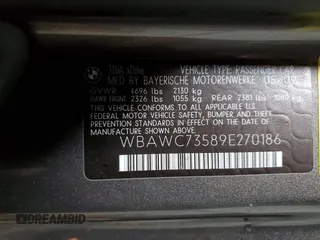 BMW
VEHICLE TYPE PASSENGER CAR
MFD BY BAYERISCHE MOTORENWERKE
GVWR 4696 lbs 2130 kg
GAWR FRONT 2326 lbs 1055 kg REAR 2381 lbs 1080 kg
THIS VEHICLE CONFORMS TO ALL APPLICABLE
FEDERAL MOTOR VEHICLE SAFETY, BUMPER, AND THEFT
PREVENTION STANDARDS IN EFFECT ON THE DATE OF
MANUFACTURE SHOWN ABOVE.
WBAWC73589E270186
© DREAMBID